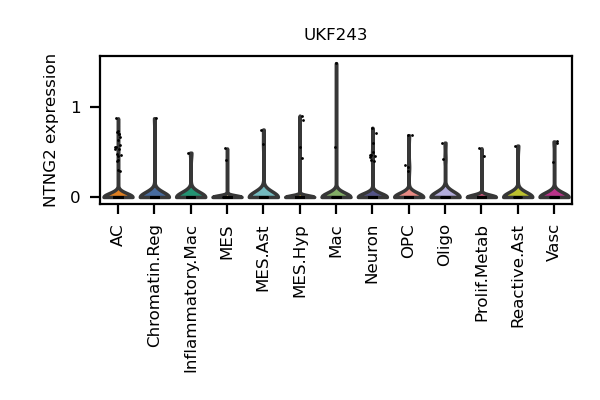 UKF243
NTNG2 expression
1
0
AC
Chromatin.Reg
Inflammatory.Mac
MES
MES.Ast
MES.Hyp
Mac
Neuron
OPC
Oligo
Prolif.Metab
Reactive.Ast
Vasc